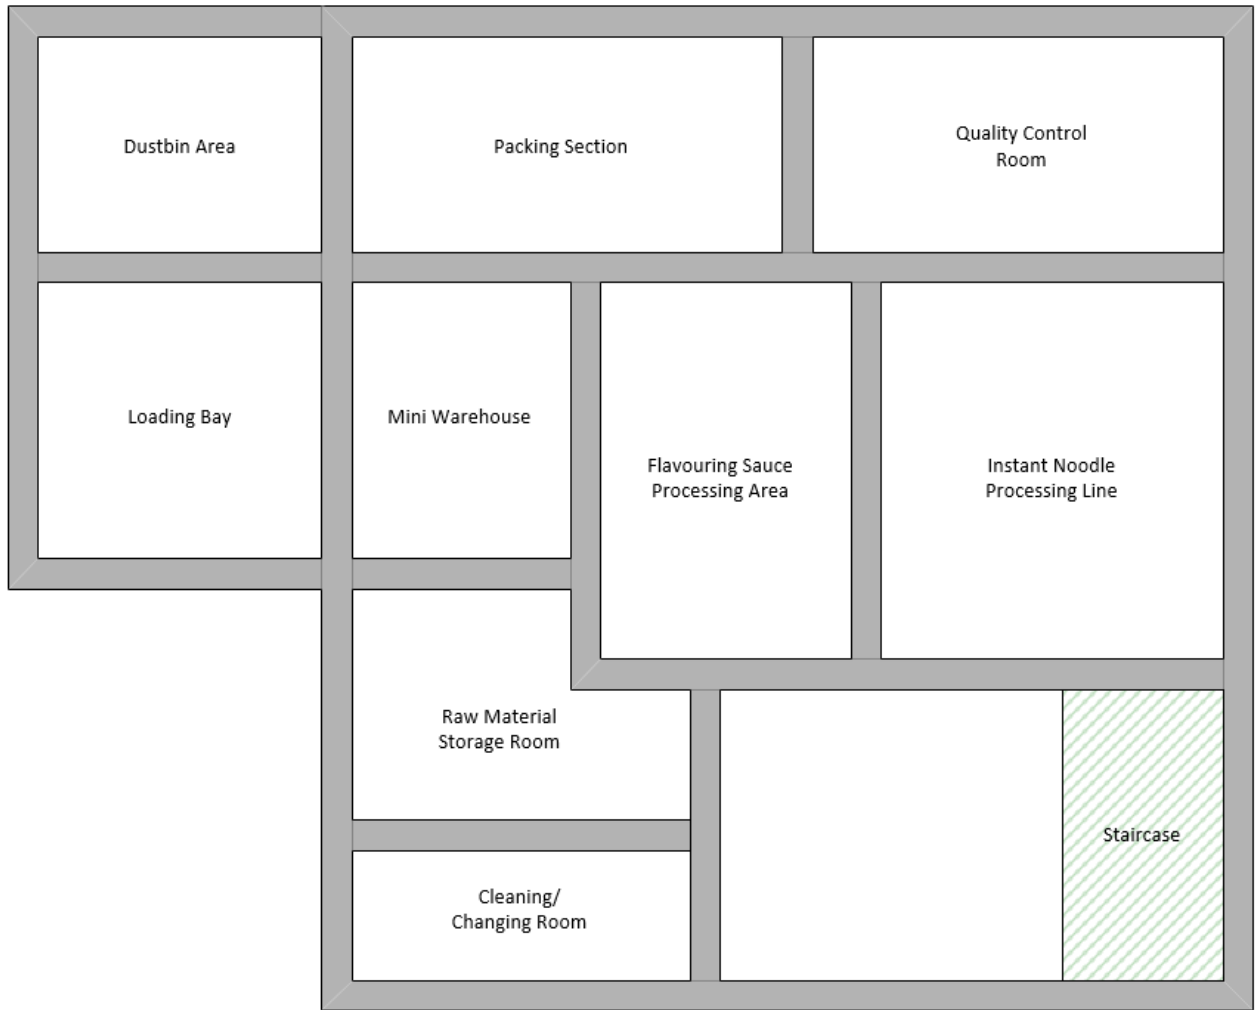 Dustbin Area
Packing Section
Quality Control
Room
Loading Bay
Mini Warehouse
Flavouring Sauce
Processing Area
Instant Noodle
Processing Line
Raw Material
Storage Room
Staircase
Cleaning/
Changing Room